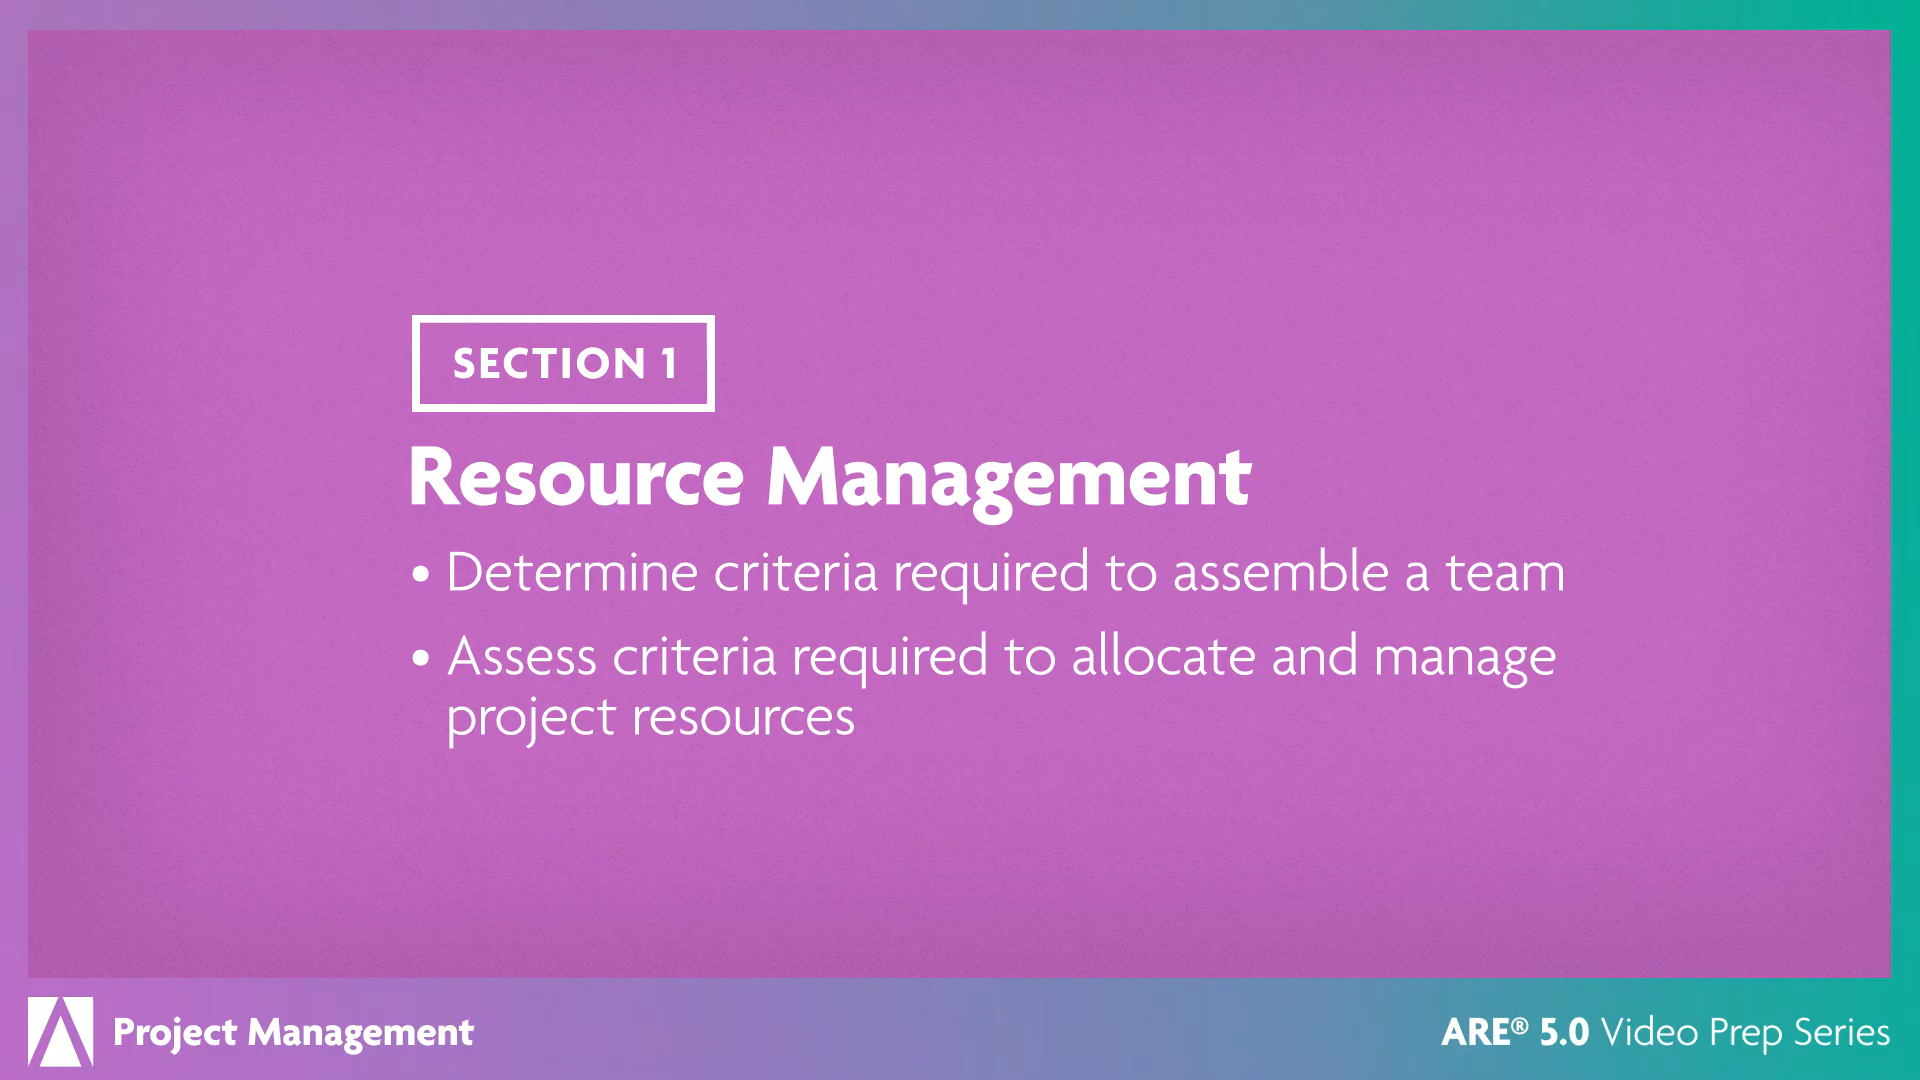 SECTION 1
Resource Management
• Determine criteria required to assemble a team
• Assess criteria required to allocate and manage
project resources
Project Management
ARE® 5.0 Video Prep Series